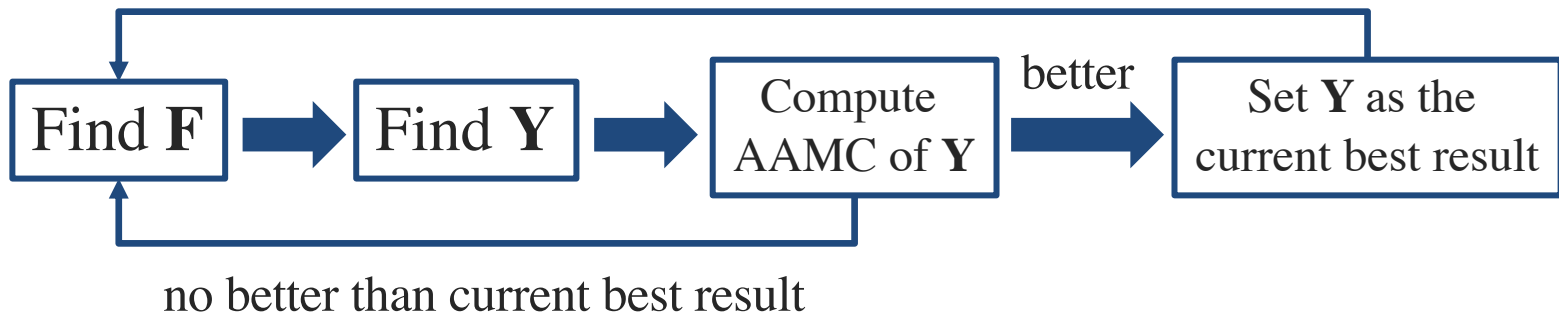 Find F
Find Y
Compute
AAMC of Y
better
Set Y as the
current best result
no better than current best result